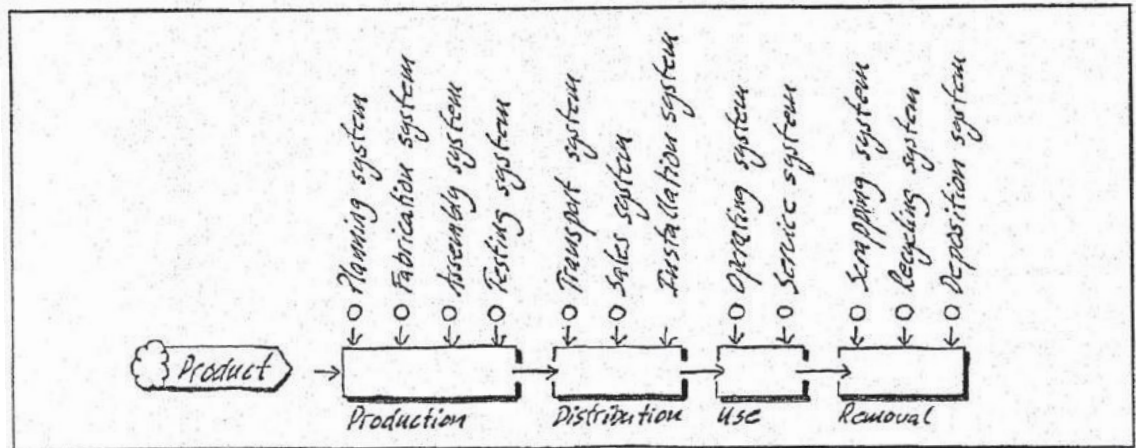 Planning system
Fabrication system
Assembly system
Testing system
Transport system
Sales system
Installation system
Operating system
Service system
Scrapping system
Recycling system
Deposition system
Product
Production
Distribution
Use
Removal